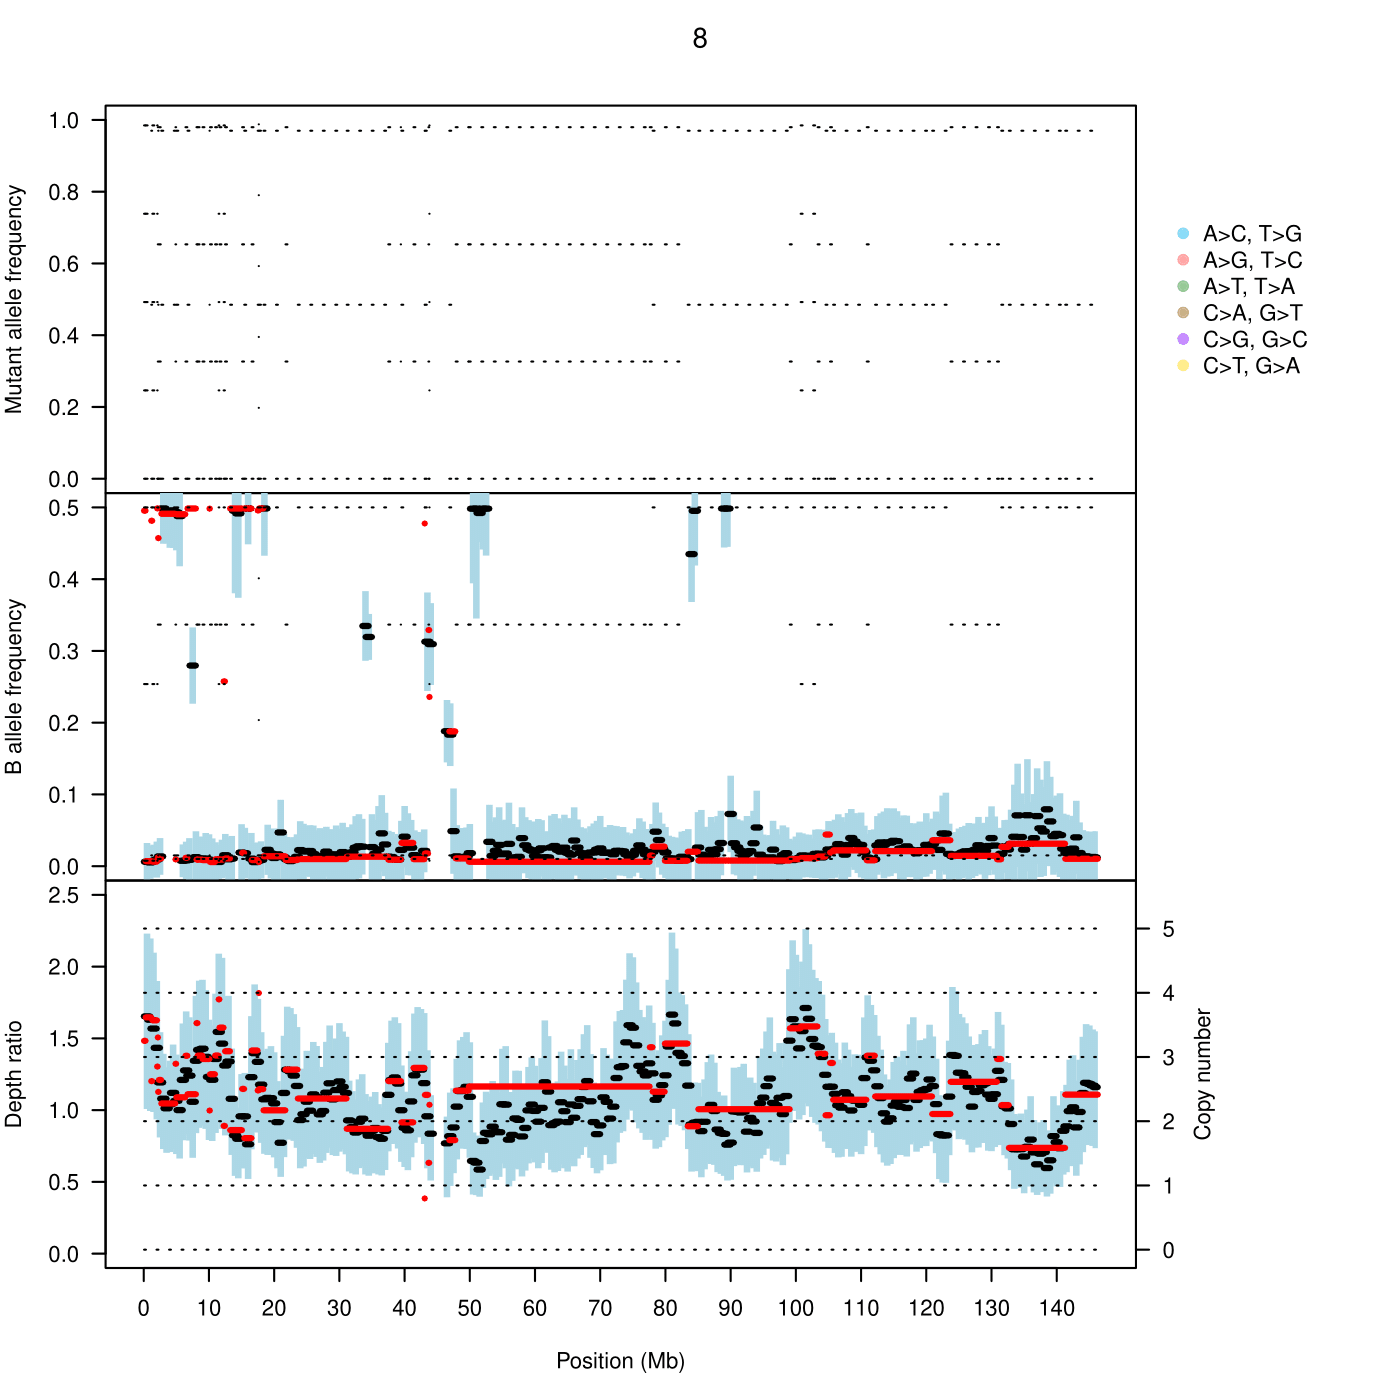 8
Mutant allele frequency
1.0
0.8
0.6
0.4
0.2
0.0
A>C, T>G
A>G, T>C
A>T, T>A
C>A, G>T
C>G, G>C
C>T, G>A
B allele frequency
0.5
0.4
0.3
0.2
0.1
0.0
Depth ratio
2.5
2.0
1.5
1.0
0.5
0.0
5
4
3
2
1
0
Copy number
0 10 20 30 40 50 60 70 80 90 100 110 120 130 140
Position (Mb)